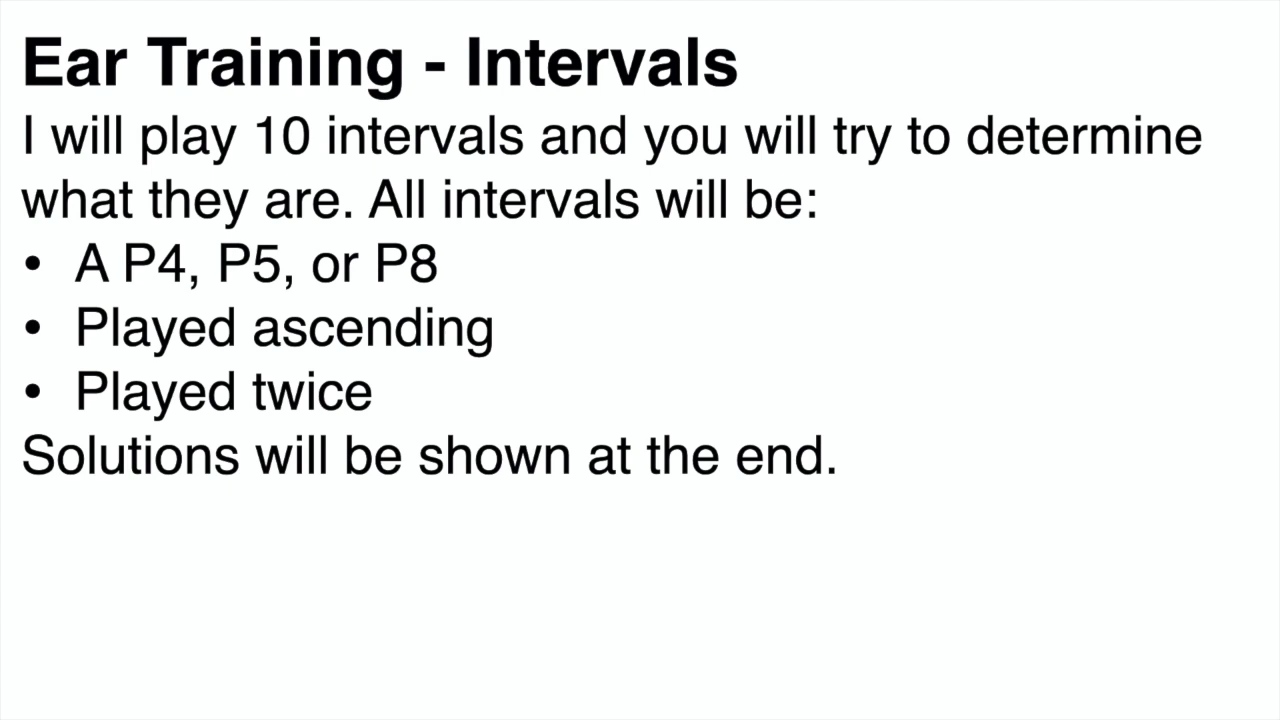 Ear Training - Intervals
I will play 10 intervals and you will try to determine
what they are. All intervals will be:
• A P4, P5, or P8
• Played ascending
• Played twice
Solutions will be shown at the end.